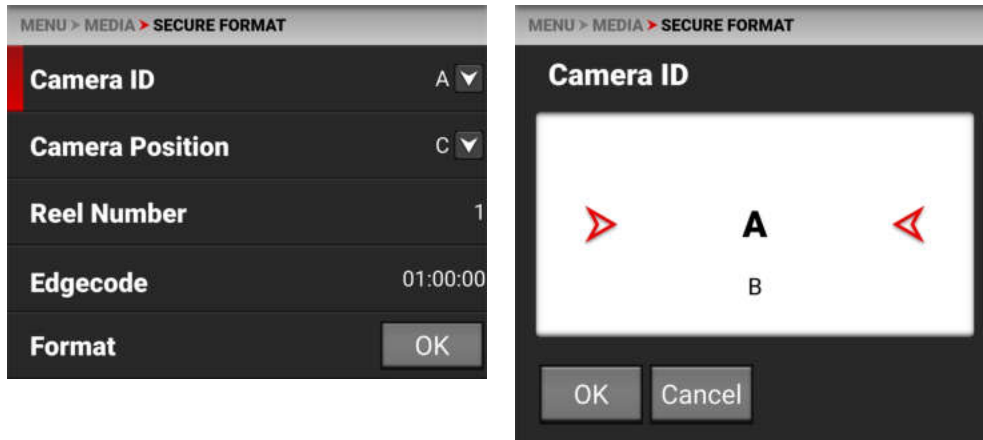 MENU > MEDIA > SECURE FORMAT
Camera ID A
Camera Position C
Reel Number 1
Edgecode 01:00:00
Format OK
MENU > MEDIA > SECURE FORMAT
Camera ID
A
B
OK Cancel